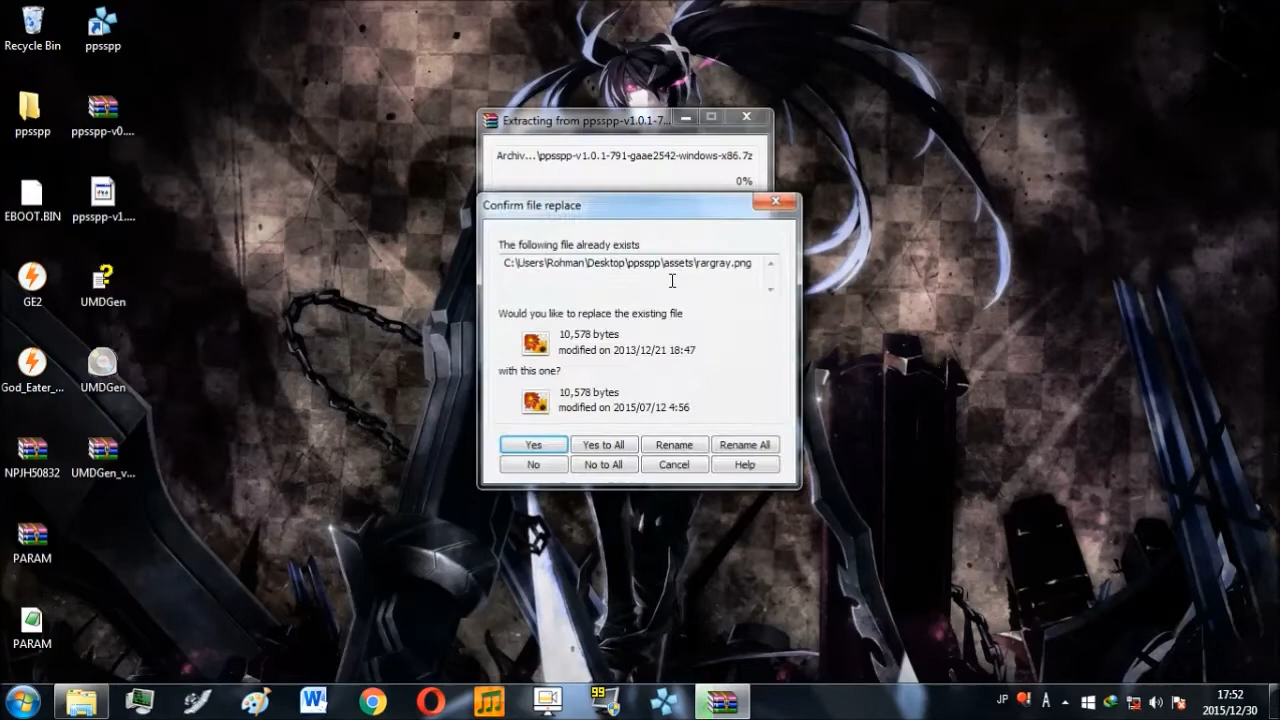 Recycle Bin
ppsspp
ppsspp
ppsspp-v0....
EBOOT.BIN
ppsspp-v1....
GE2
UMDGen
God_Eater_...
UMDGen
NPJH50832
UMDGen_v...
PARAM
PARAM
Extracting from ppsspp-v1.0.1-7...
Archiv...\ppsspp-v1.0.1-791-gaae2542-windows-x86.7z
0%
Confirm file replace
The following file already exists
C:\Users\Rohman\Desktop\ppsspp\assets\rargray.png
Would you like to replace the existing file
10,578 bytes
modified on 2013/12/21 18:47
with this one?
10,578 bytes
modified on 2015/07/12 4:56
Yes
Yes to All
Rename
Rename All
No
No to All
Cancel
Help
99
JP
A
17:52
2015/12/30